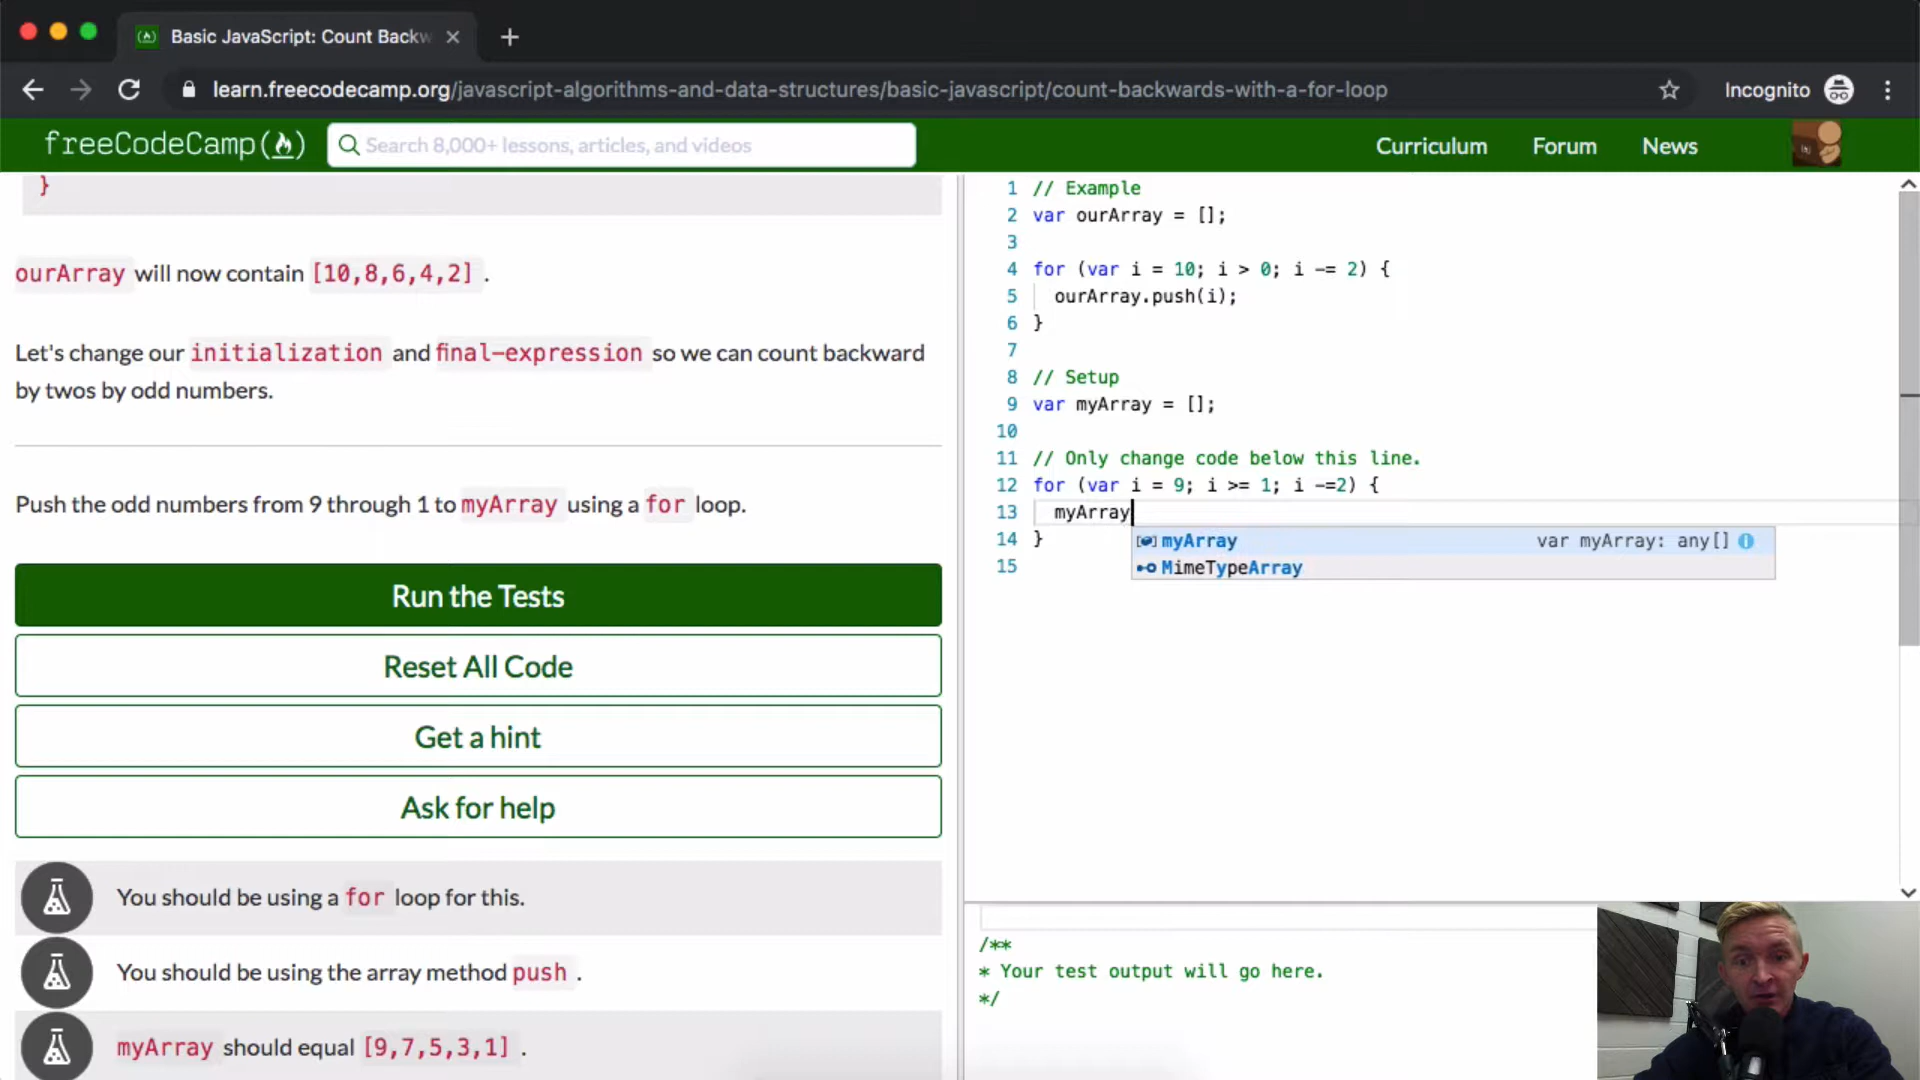 Basic JavaScript: Count Backw
learn.freecodecamp.org/javascript-algorithms-and-data-structures/basic-javascript/count-backwards-with-a-for-loop
Incognito
freeCodeCamp
Search 8,000+ lessons, articles, and videos
Curriculum
Forum
News
}
ourArray will now contain [10,8,6,4,2] .
Let's change our initialization and final-expression so we can count backward
by twos by odd numbers.
Push the odd numbers from 9 through 1 to myArray using a for loop.
Run the Tests
Reset All Code
Get a hint
Ask for help
You should be using a for loop for this.
You should be using the array method push .
myArray should equal [9,7,5,3,1] .
1 // Example
2 var ourArray = [];
3
4 for (var i = 10; i > 0; i -= 2) {
5 ourArray.push(i);
6 }
7
8 // Setup
9 var myArray = [];
10
11 // Only change code below this line.
12 for (var i = 9; i >= 1; i -=2) {
13 myArray
14 }
15
myArray var myArray: any[]
MimeTypeArray
/**
* Your test output will go here.
*/